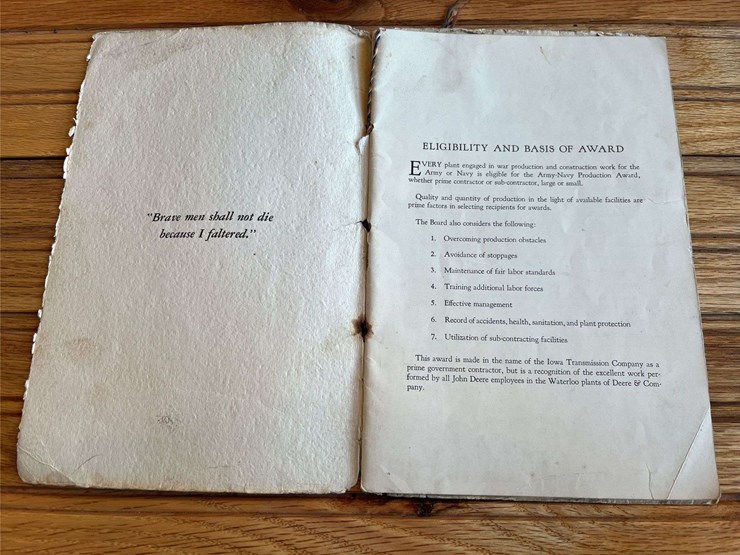 "Brave men shall not die
because I faltered."
ELIGIBILITY AND BASIS OF AWARD
EVERY plant engaged in war production and construction work for the
Army or Navy is eligible for the Army-Navy Production Award,
whether prime contractor or sub-contractor, large or small.
Quality and quantity of production in the light of available facilities are
prime factors in selecting recipients for awards.
The Board also considers the following:
1. Overcoming production obstacles
2. Avoidance of stoppages
3. Maintenance of fair labor standards
4. Training additional labor forces
5. Effective management
6. Record of accidents, health, sanitation, and plant protection
7. Utilization of sub-contracting facilities
This award is made in the name of the Iowa Transmission Company as a
prime government contractor, but is a recognition of the excellent work per-
formed by all John Deere employees in the Waterloo plants of Deere & Com-
pany.